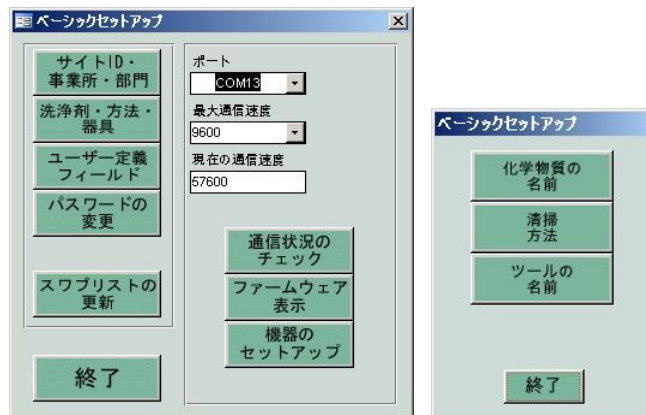 ベーシックセットアップ
サイトID・
事業所・部門
洗浄剤・方法・
器具
ユーザー定義
フィールド
パスワードの
変更
スワブリストの
更新
終了
ポート
COM13
最大通信速度
9600
現在の通信速度
57600
通信状況の
チェック
ファームウェア
表示
機器の
セットアップ
ベーシックセットアップ
化学物質の
名前
清掃
方法
ツールの
名前
終了